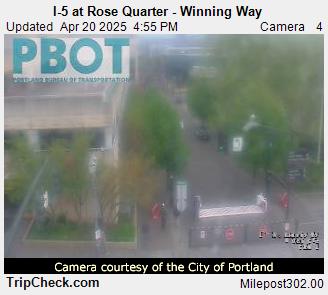 I-5 at Rose Quarter - Winning Way
Updated Apr 20 2025 4:55 PM Camera 4
PBOT
PORTLAND BUREAU OF TRANSPORTATION
Camera courtesy of the City of Portland
TripCheck.com Milepost302.00